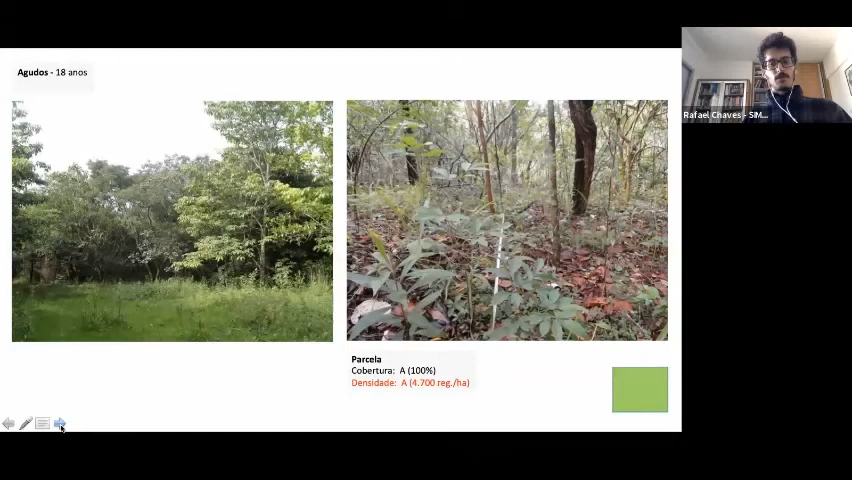 Agudos - 18 anos
Rafael Chaves - SIM...
Parcela
Cobertura: A (100%)
Densidade: A (4.700 reg./ha)